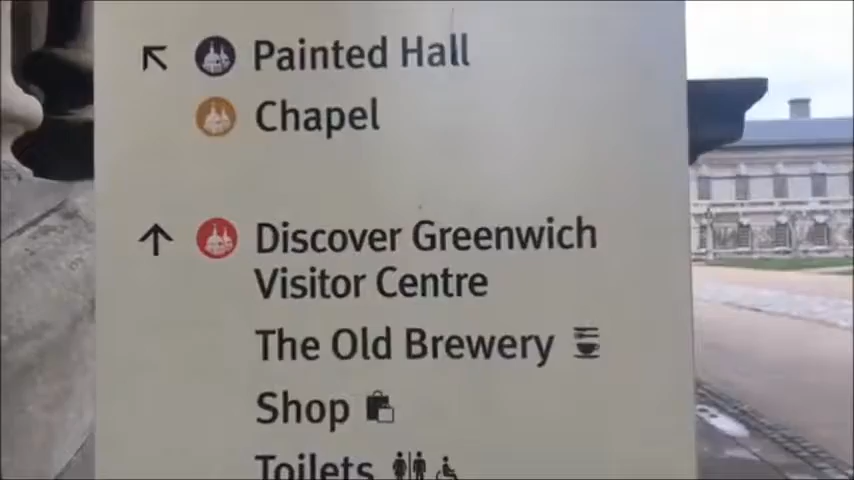 Painted Hall
Chapel
Discover Greenwich
Visitor Centre
The Old Brewery
Shop
Toilets